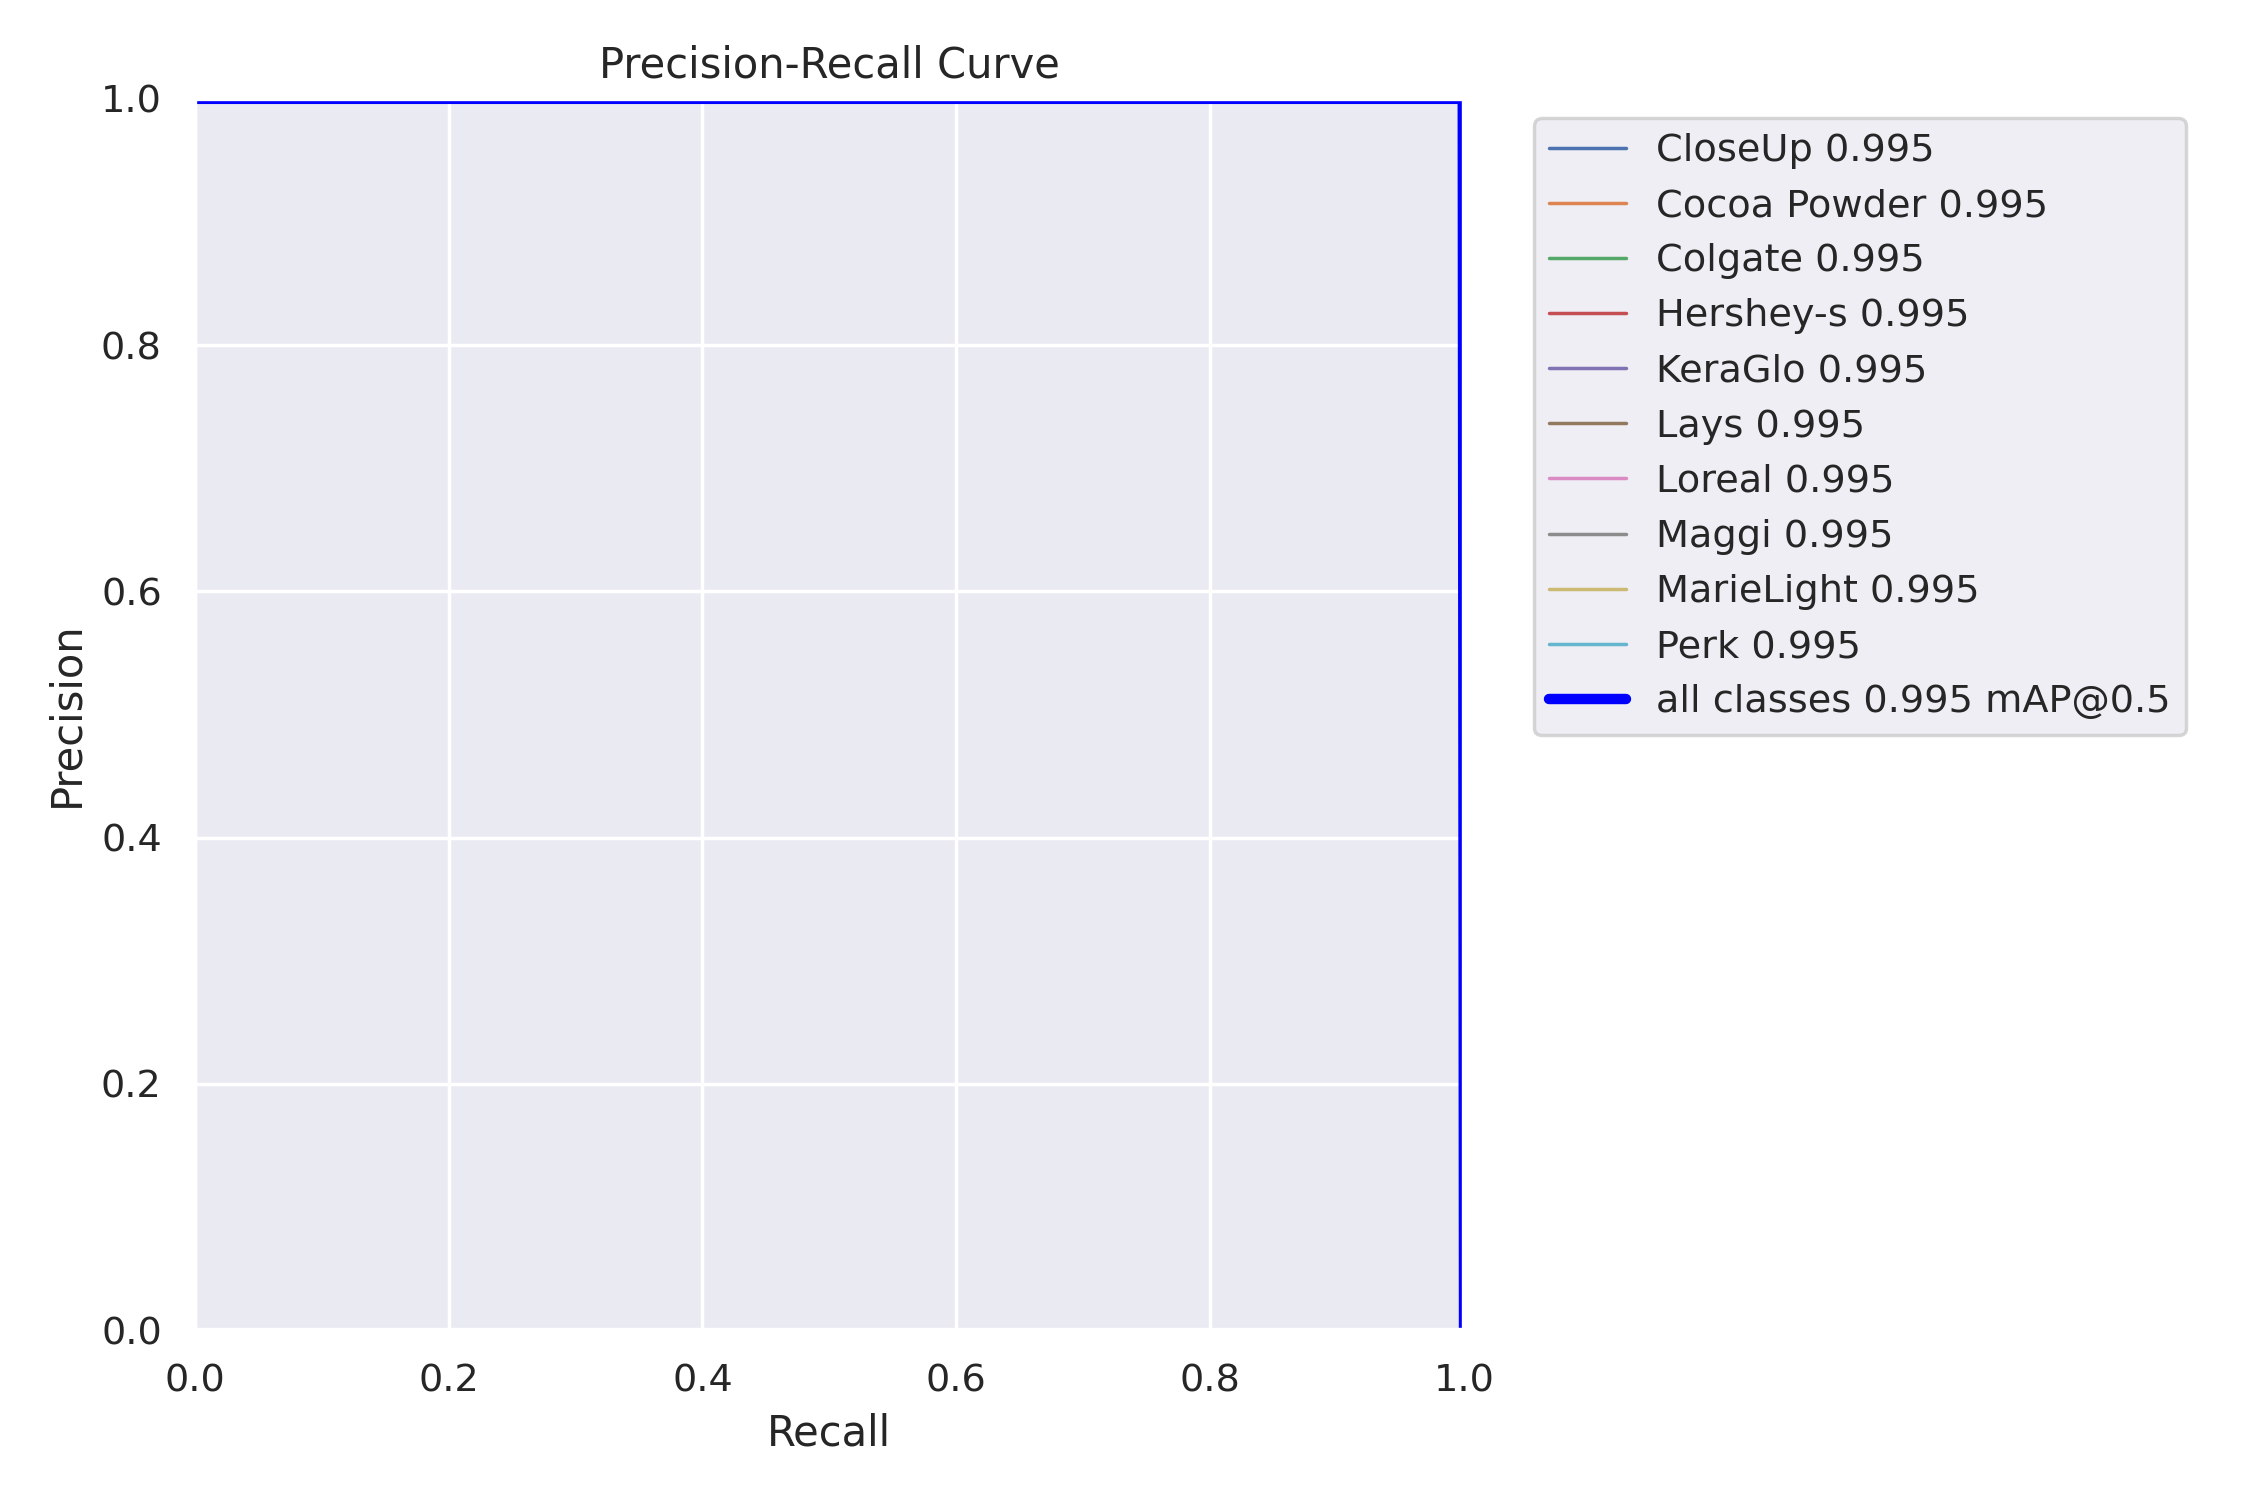 Precision-Recall Curve
1.0
0.8
0.6
0.4
0.2
0.0
Precision
0.0 0.2 0.4 0.6 0.8 1.0
Recall
CloseUp 0.995
Cocoa Powder 0.995
Colgate 0.995
Hershey-s 0.995
KeraGlo 0.995
Lays 0.995
Loreal 0.995
Maggi 0.995
MarieLight 0.995
Perk 0.995
all classes 0.995 mAP@0.5